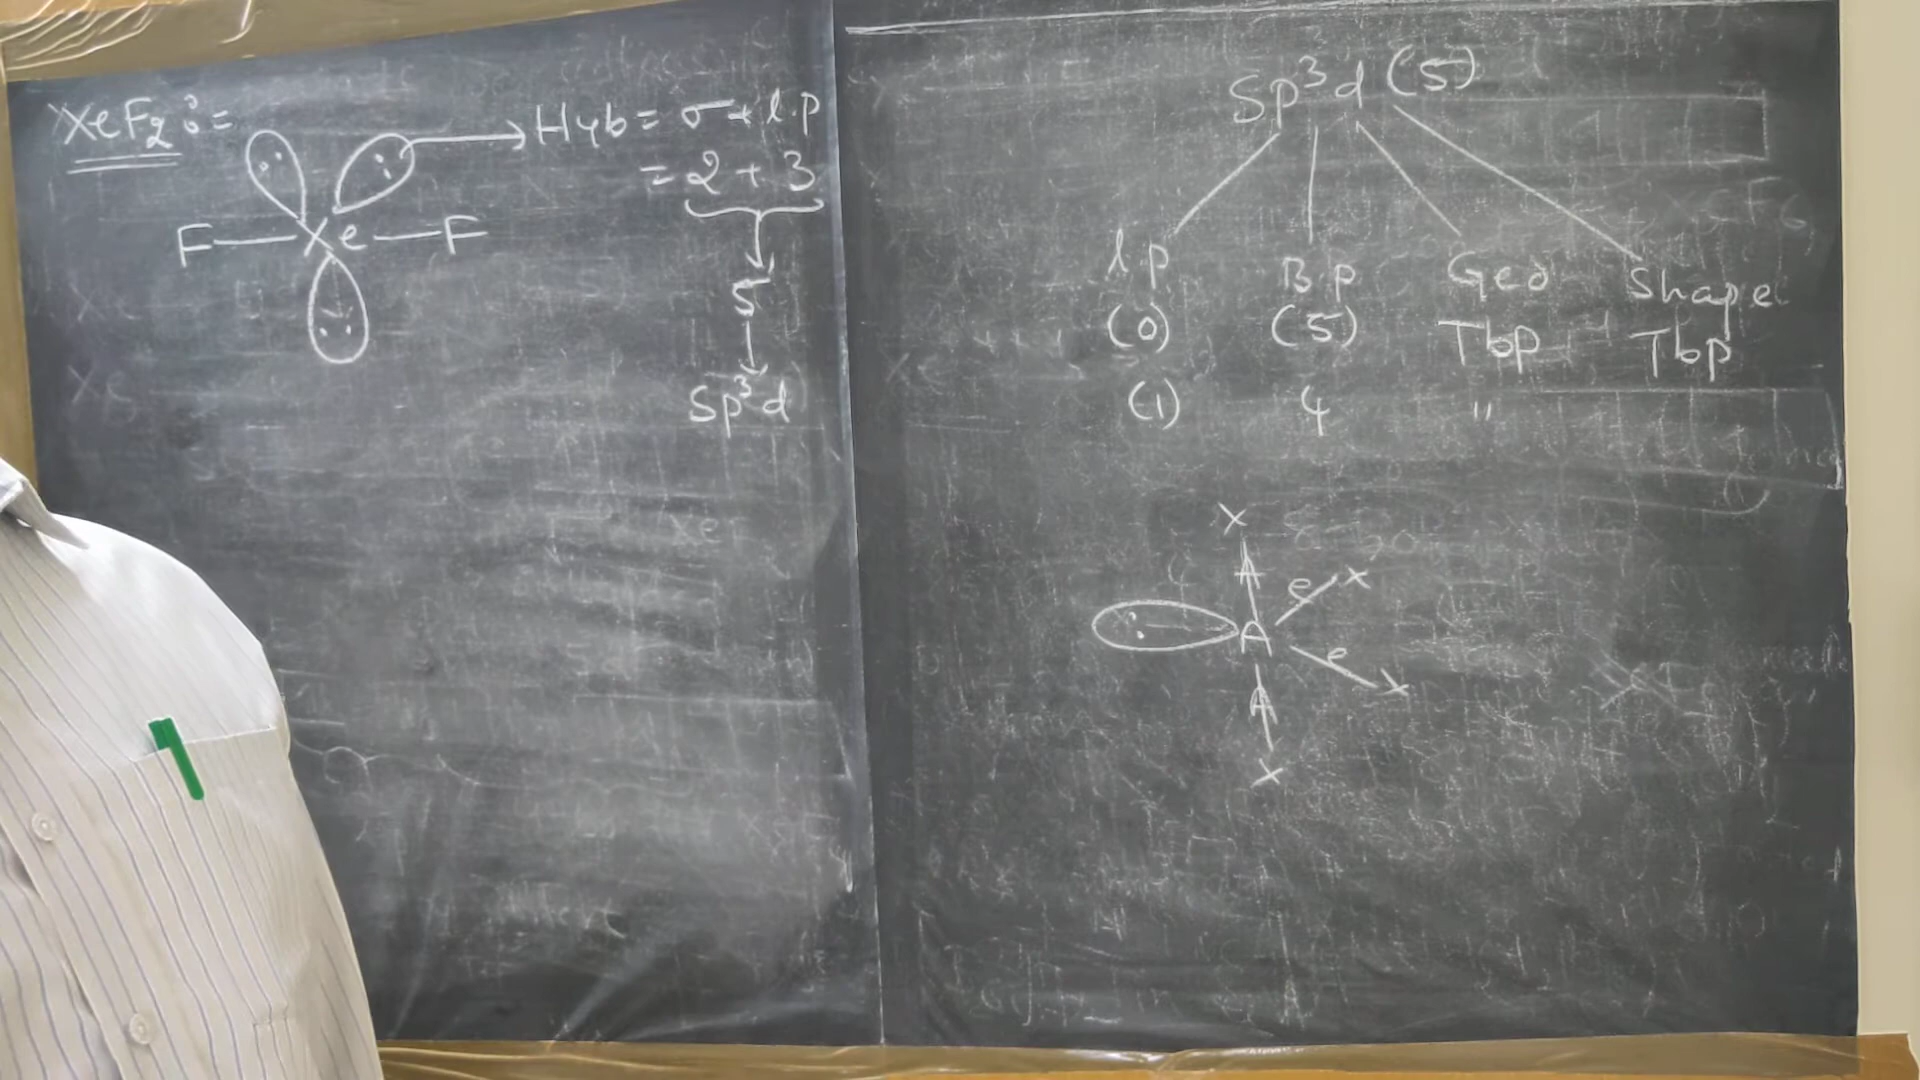 XeF2 :=
Hyb = σ + l.p
= 2 + 3
F — Xe — F
5
Sp³d
Sp³d (5)
l.p B.p Geo Shape
(0) (5) Tbp Tbp
(1) 4 "
X
A
e X
A
e X
A
X